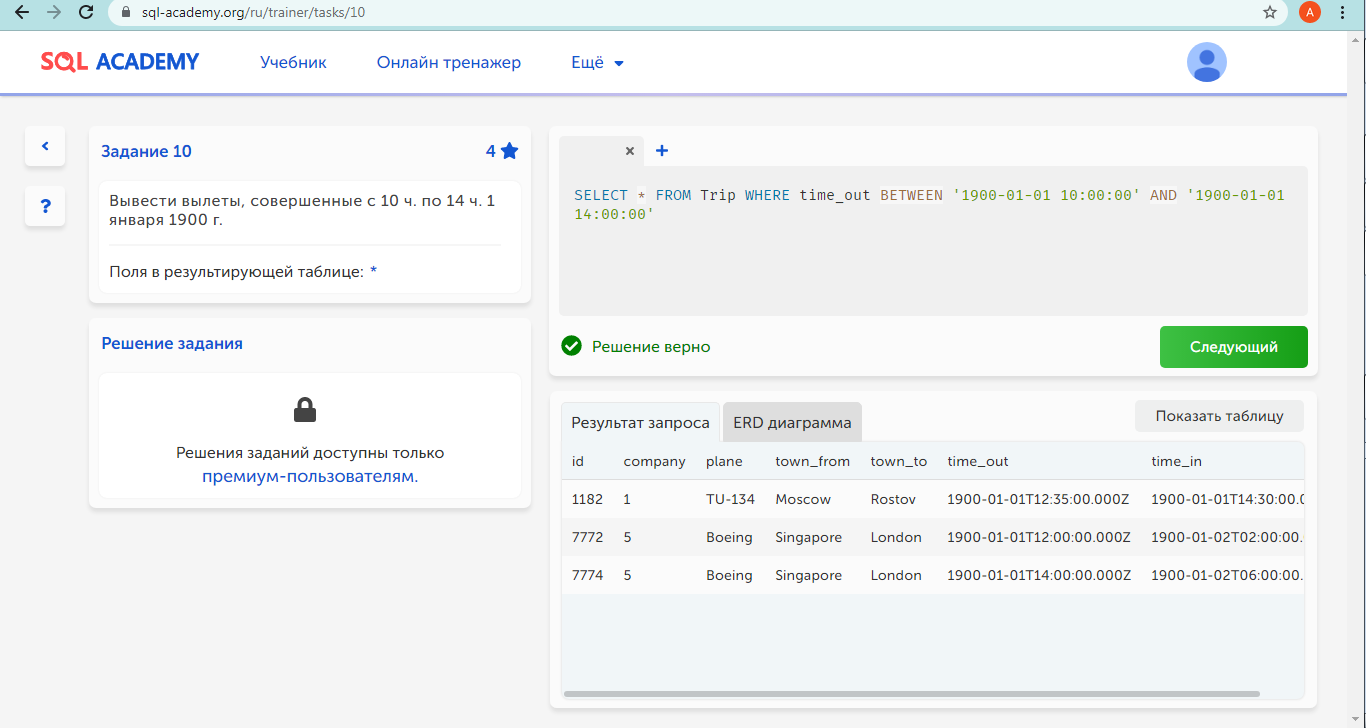 sql-academy.org/ru/trainer/tasks/10
A
SQL ACADEMY
Учебник
Онлайн тренажер
Ещё
Задание 10
4
Вывести вылеты, совершенные с 10 ч. по 14 ч. 1
января 1900 г.
Поля в результирующей таблице: *
?
Решение задания
Решения заданий доступны только
премиум-пользователям.
× +
SELECT * FROM Trip WHERE time_out BETWEEN '1900-01-01 10:00:00' AND '1900-01-01
14:00:00'
Решение верно
Следующий
Результат запроса
ERD диаграмма
Показать таблицу
id company plane town_from town_to time_out time_in
1182 1 TU-134 Moscow Rostov 1900-01-01T12:35:00.000Z 1900-01-01T14:30:00.0
7772 5 Boeing Singapore London 1900-01-01T12:00:00.000Z 1900-01-02T02:00:00.
7774 5 Boeing Singapore London 1900-01-01T14:00:00.000Z 1900-01-02T06:00:00.